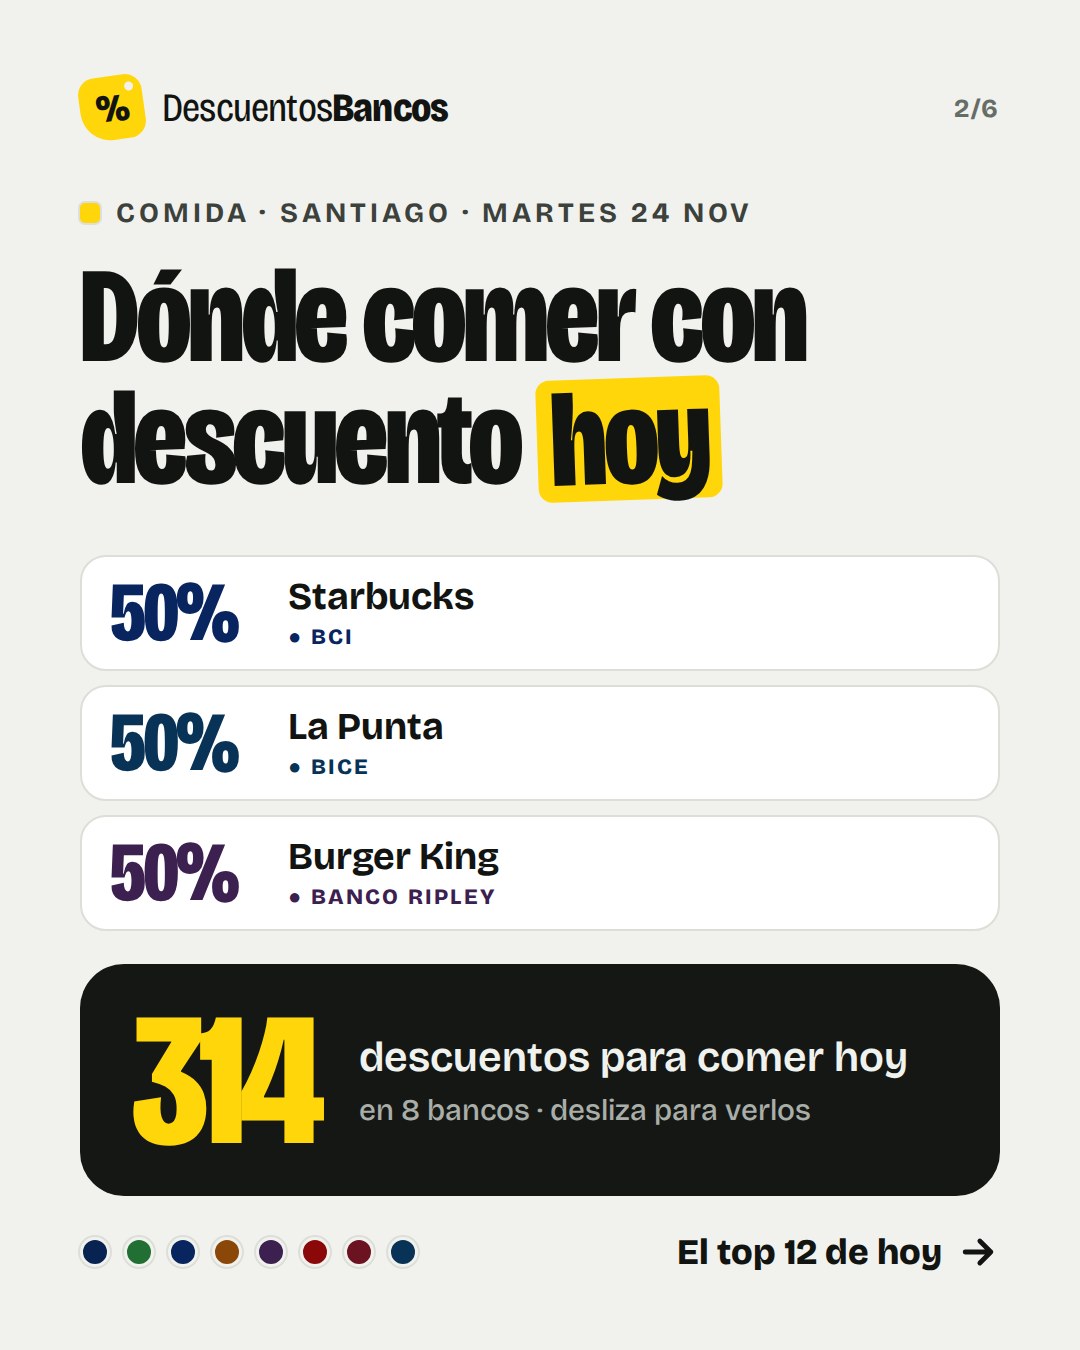 %
DescuentosBancos
2/6
COMIDA · SANTIAGO · MARTES 24 NOV
Dónde comer con
descuento hoy
50%
Starbucks
• BCI
50%
La Punta
• BICE
50%
Burger King
• BANCO RIPLEY
314
descuentos para comer hoy
en 8 bancos · desliza para verlos
El top 12 de hoy →